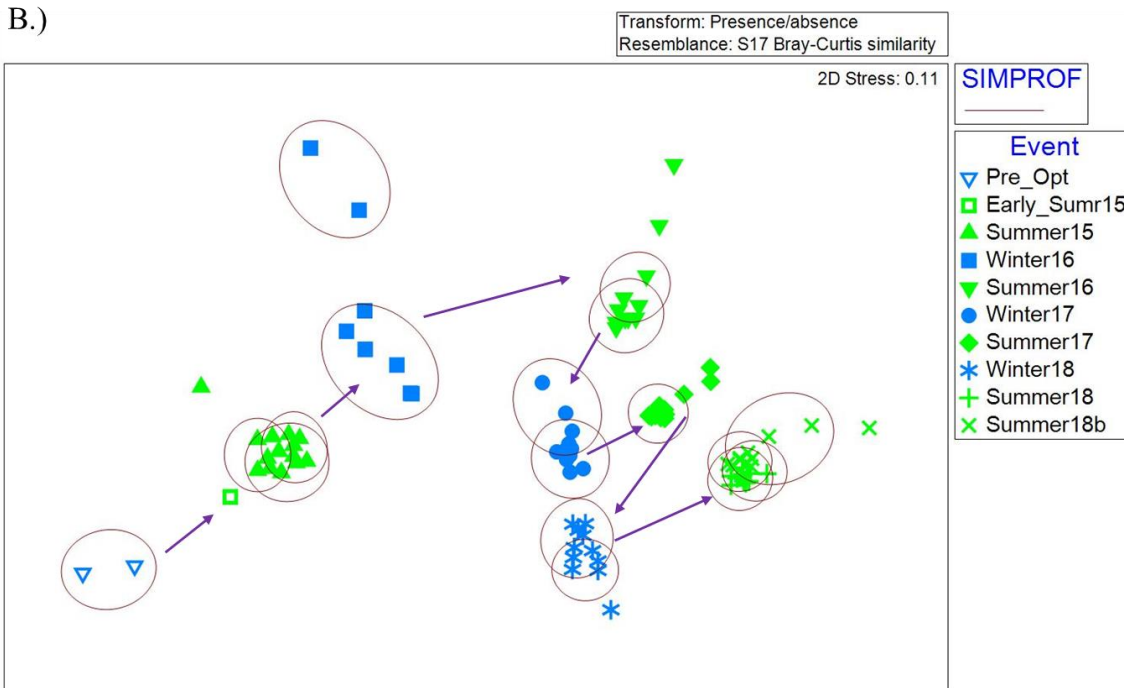 B.)
Transform: Presence/absence
Resemblance: S17 Bray-Curtis similarity
2D Stress: 0.11
SIMPROF
Event
Pre_Opt
Early_Sumr15
Summer15
Winter16
Summer16
Winter17
Summer17
Winter18
Summer18
Summer18b